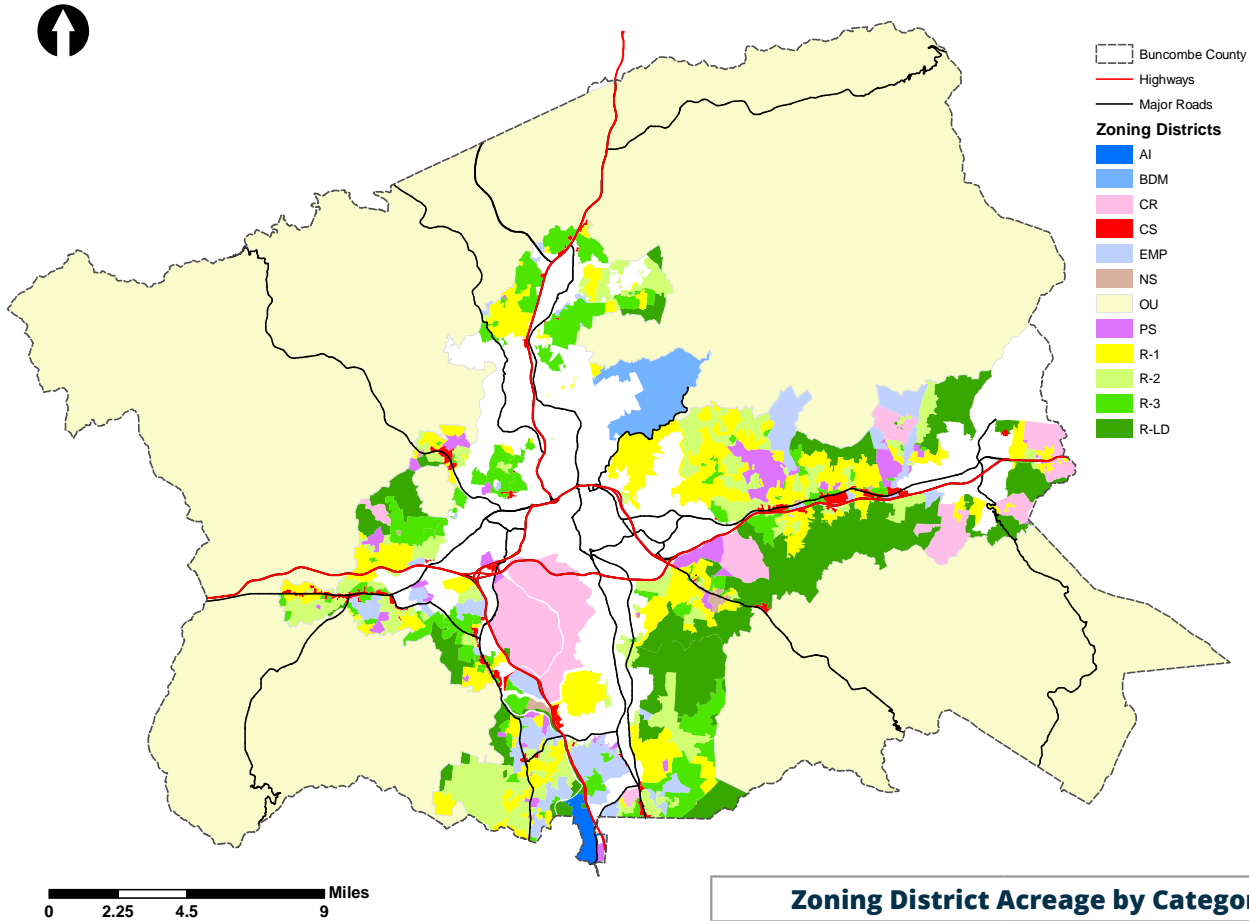 Buncombe County
Highways
Major Roads
Zoning Districts
AI
BDM
CR
CS
EMP
NS
OU
PS
R-1
R-2
R-3
R-LD
Miles
0 2.25 4.5 9
Zoning District Acreage by Categor